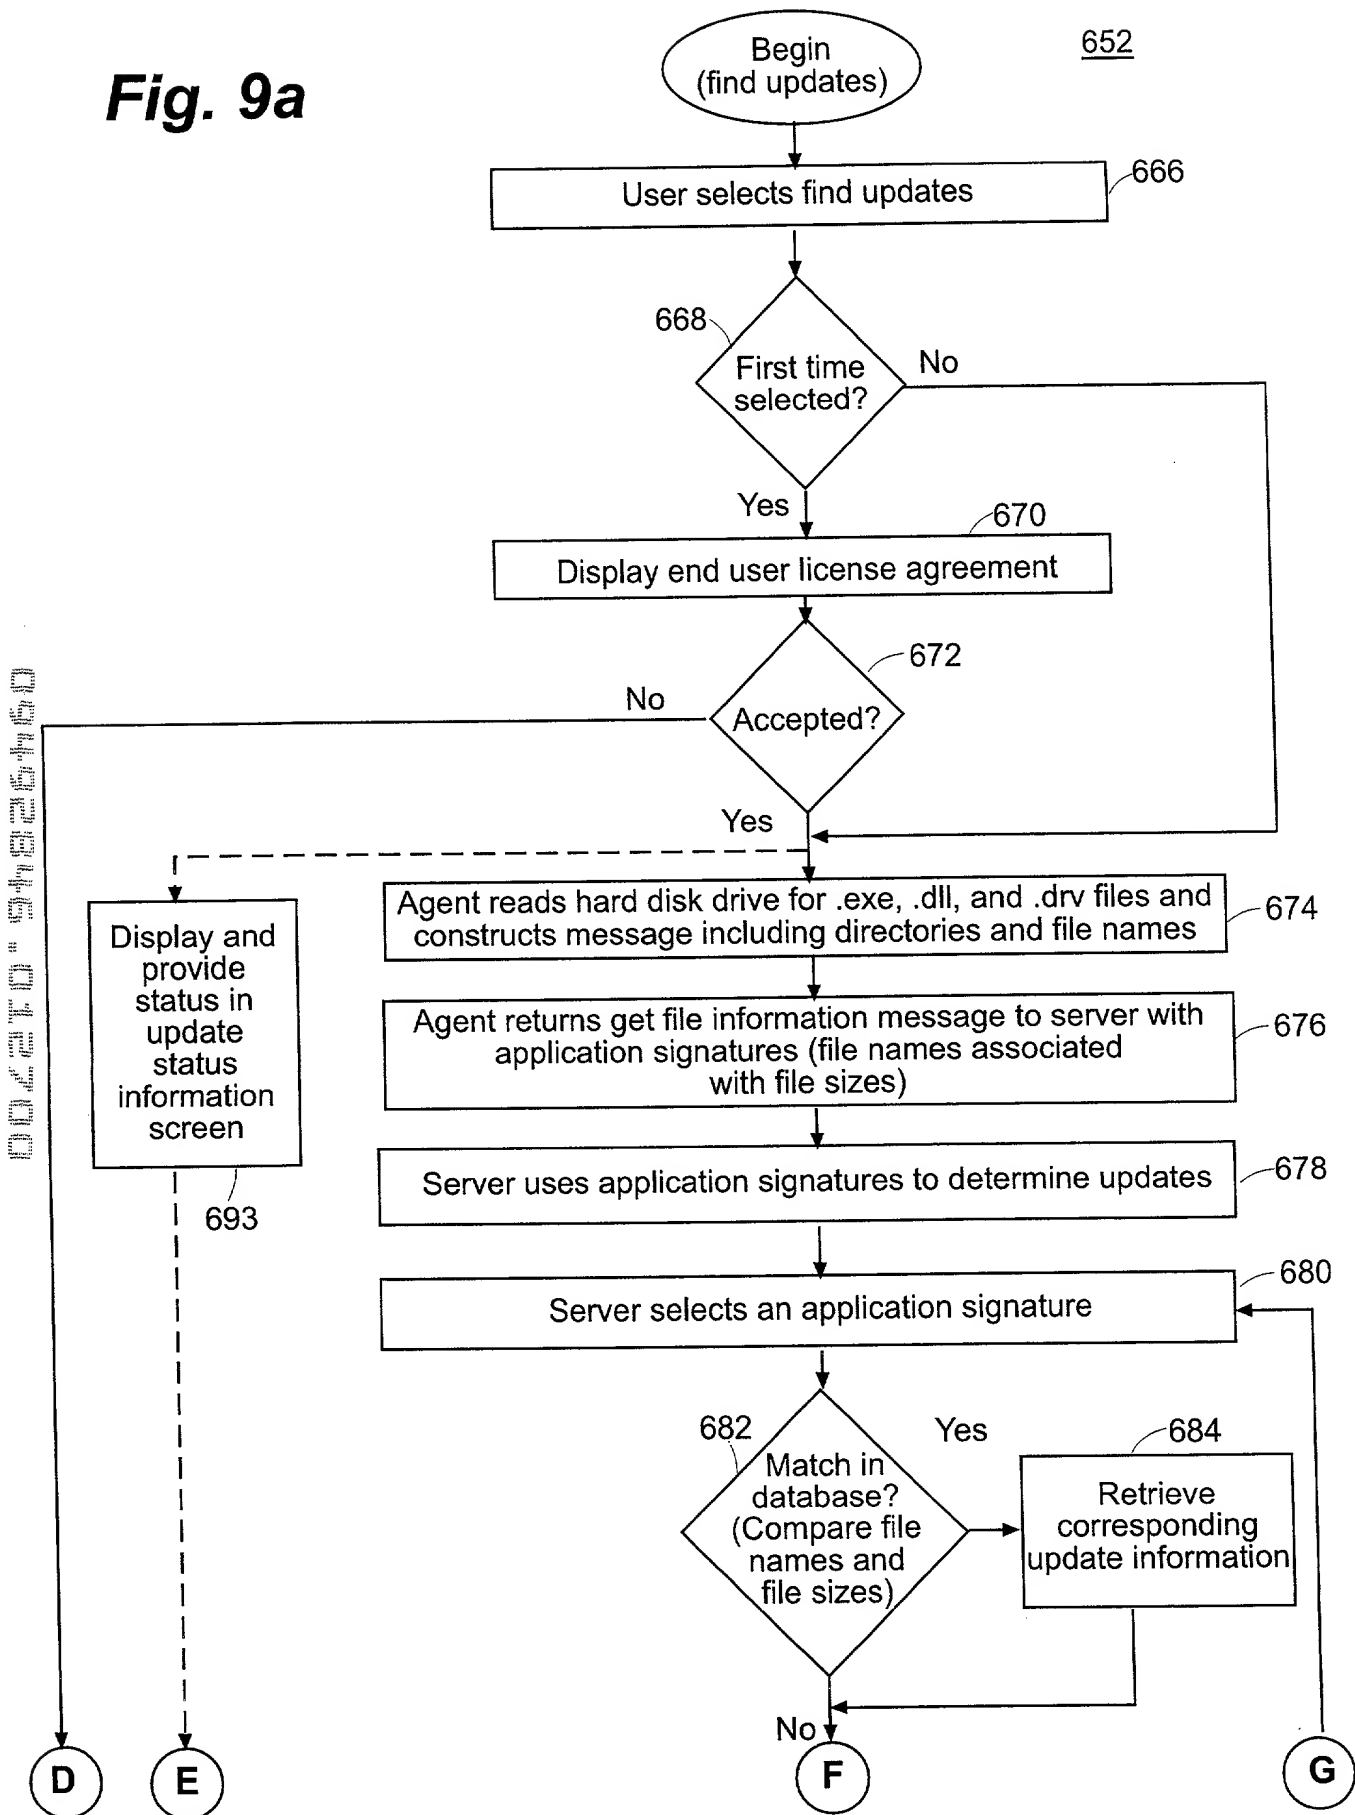 Fig. 9a
652
Begin
(find updates)
User selects find updates
666
668
First time
selected?
No
Yes
670
Display end user license agreement
672
No
Accepted?
Yes
Agent reads hard disk drive for .exe, .dll, and .drv files and
constructs message including directories and file names
674
Display and
provide
status in
update
status
information
screen
693
Agent returns get file information message to server with
application signatures (file names associated
with file sizes)
676
Server uses application signatures to determine updates
678
680
Server selects an application signature
682
Match in
database?
(Compare file
names and
file sizes)
Yes
684
Retrieve
corresponding
update information
No
D
E
F
G
09492846.012700